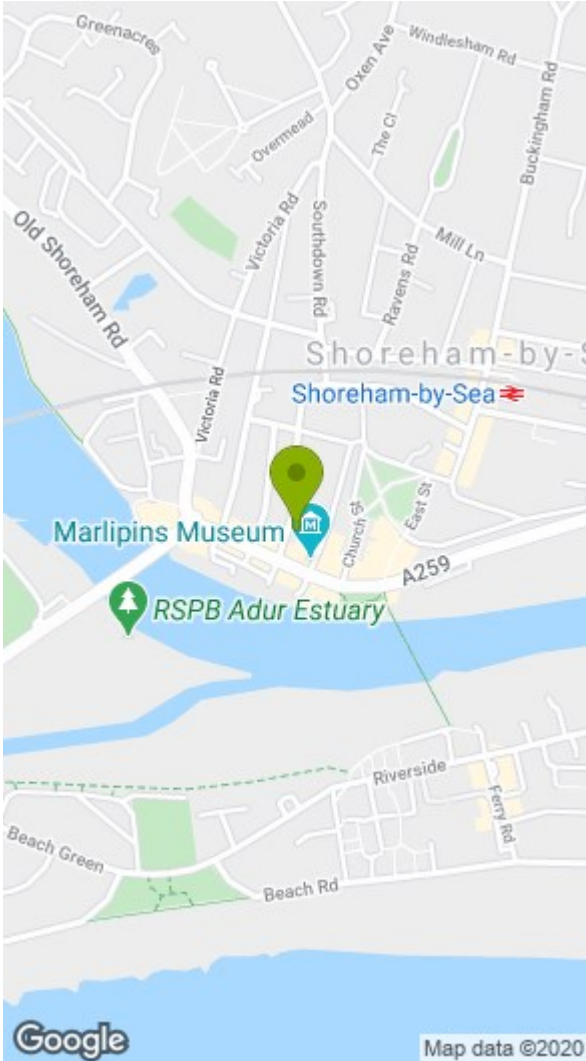 Greenacres
Oxen Ave
Windlesham Rd
Buckingham Rd
Overmead
The Cl
Victoria Rd
Southdown Rd
Mill Ln
Old Shoreham Rd
Ravens Rd
Shoreham-by-S
Victoria Rd
Shoreham-by-Sea
Marlipins Museum
M
Church St
East St
A259
RSPB Adur Estuary
Riverside
Ferry Rd
Beach Green
Beach Rd
Google
Map data ©2020